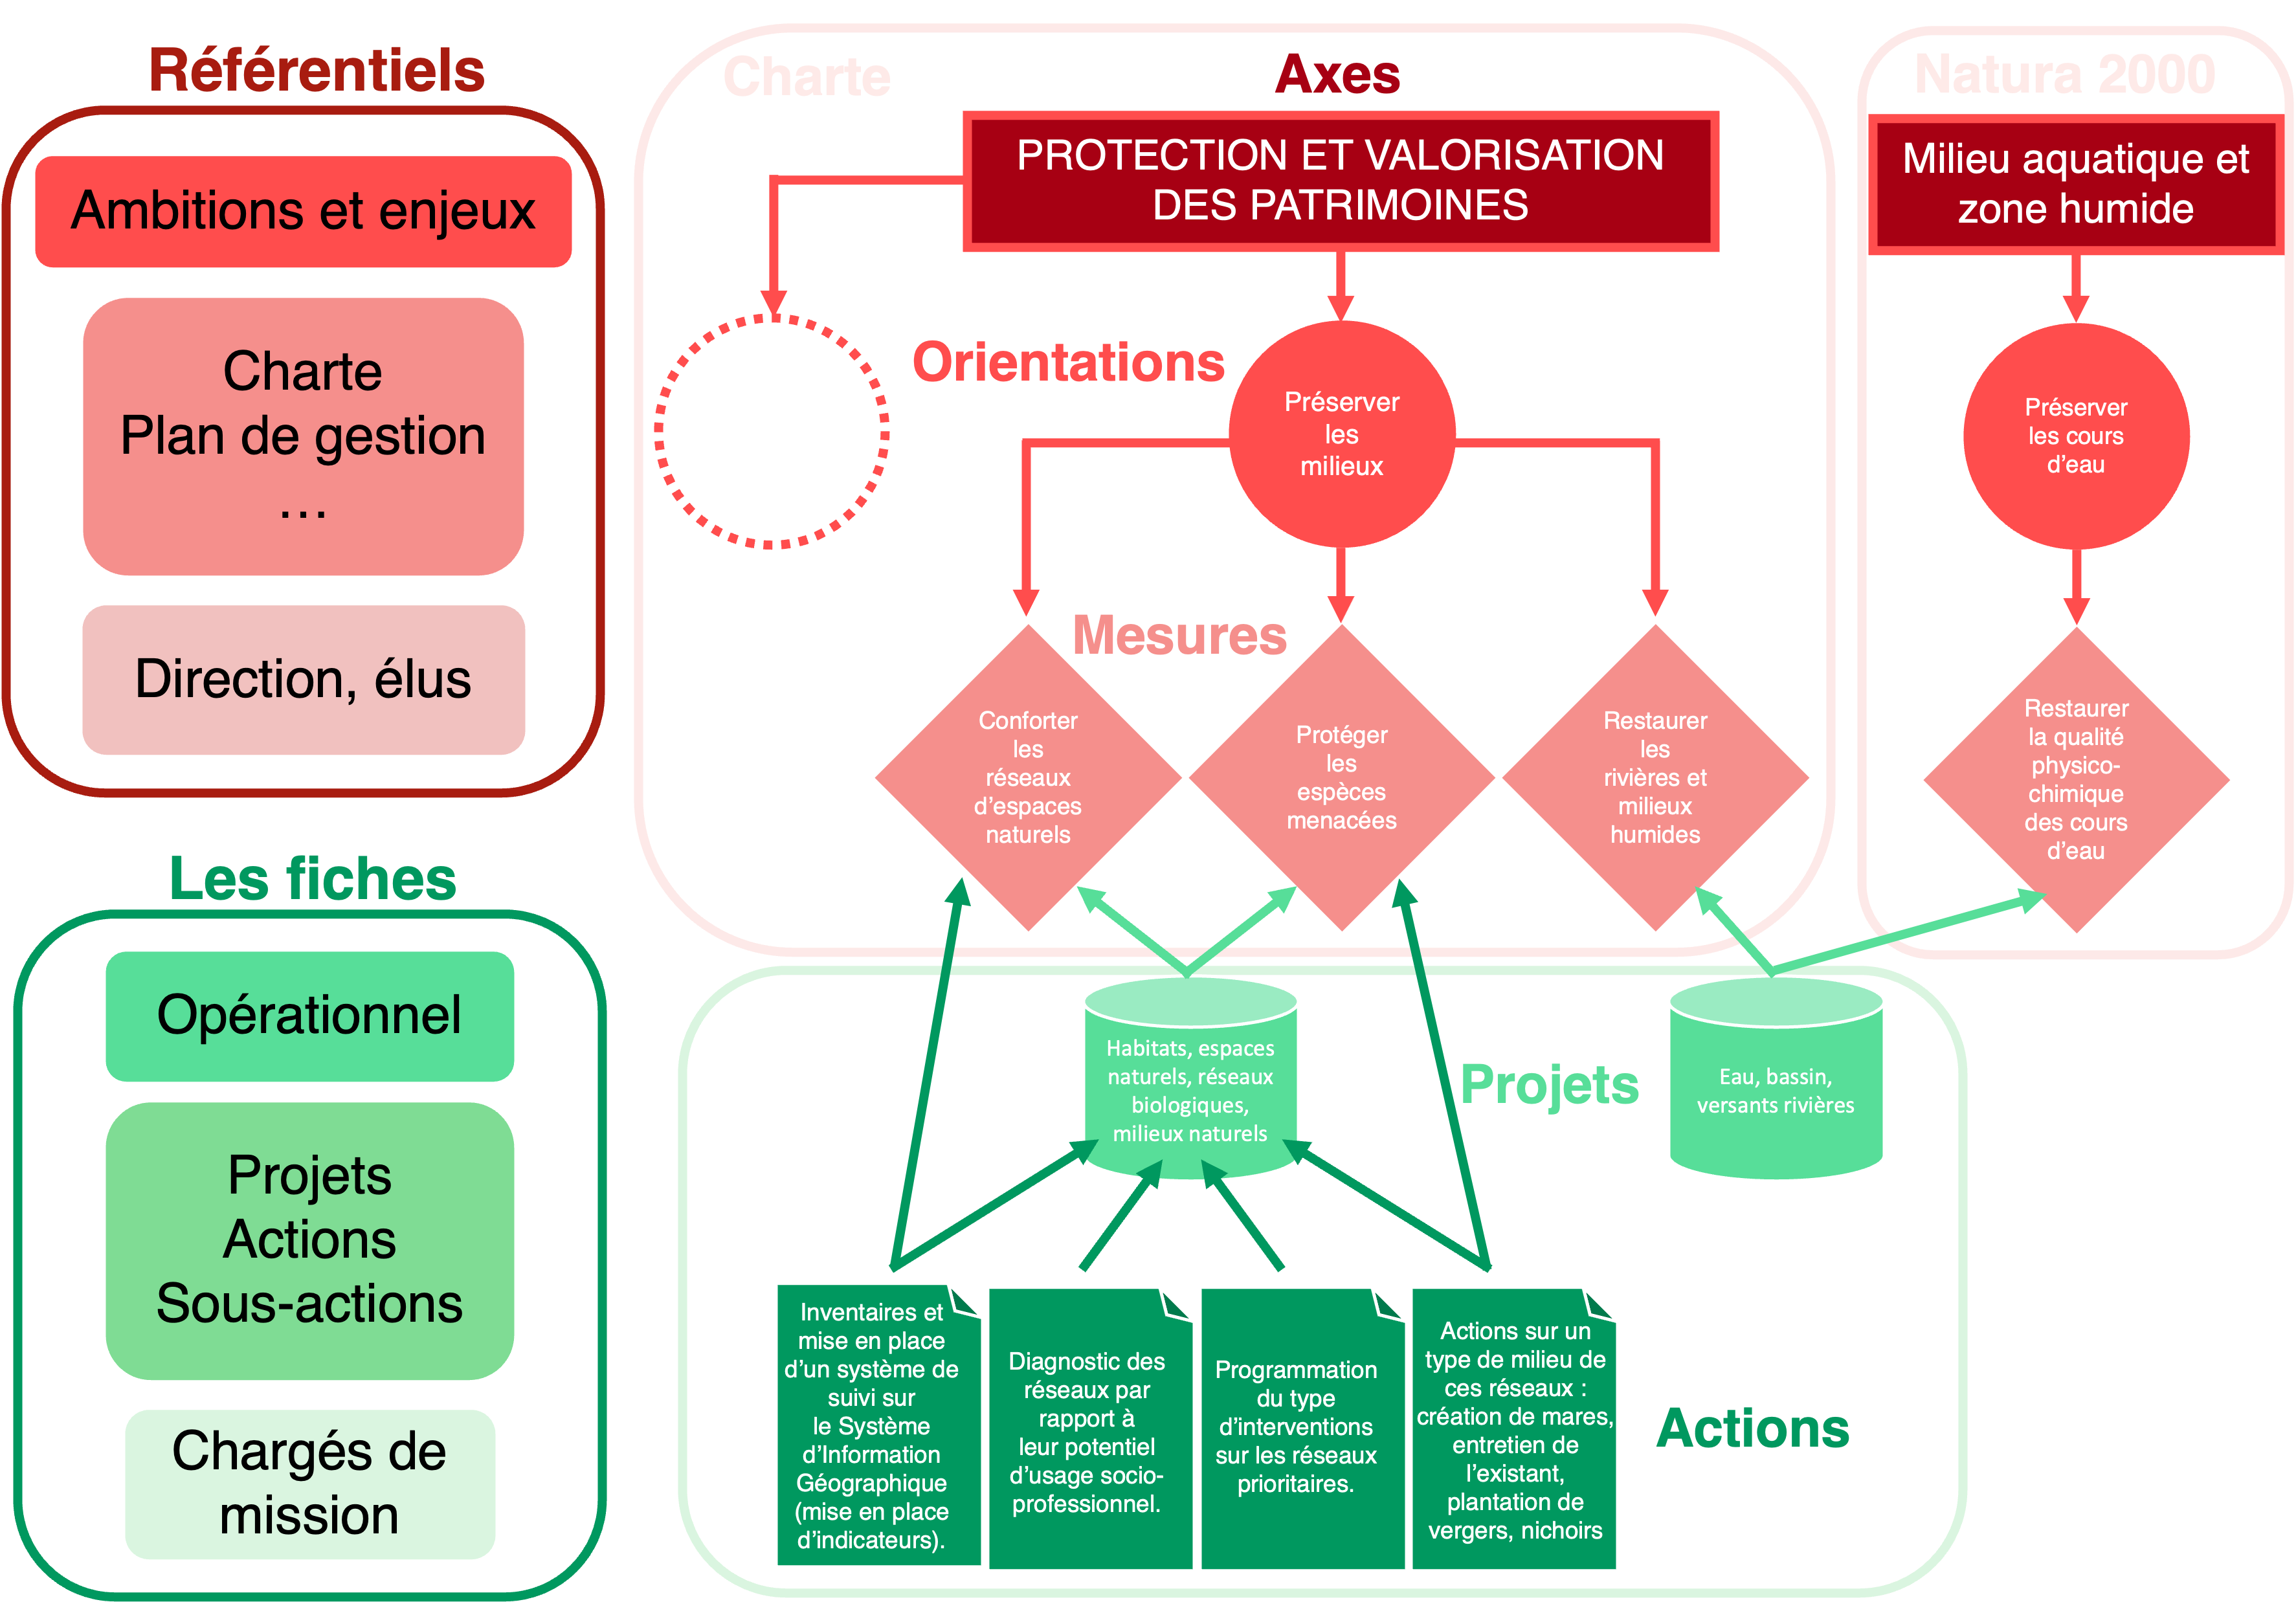 Référentiels
Ambitions et enjeux
Charte
Plan de gestion
…
Direction, élus
Les fiches
Opérationnel
Projets
Actions
Sous-actions
Chargés de
mission
Charte
Axes
PROTECTION ET VALORISATION
DES PATRIMOINES
Orientations
Préserver
les
milieux
Mesures
Conforter
les
réseaux
d’espaces
naturels
Protéger
les
espèces
menacées
Restaurer
les
rivières et
milieux
humides
Natura 2000
Milieu aquatique et
zone humide
Préserver
les cours
d’eau
Restaurer
la qualité
physico-
chimique
des cours
d’eau
Habitats, espaces
naturels, réseaux
biologiques,
milieux naturels
Projets
Eau, bassin,
versants rivières
Inventaires et
mise en place
d’un système de
suivi sur
le Système
d’Information
Géographique
(mise en place
d’indicateurs).
Diagnostic des
réseaux par
rapport à
leur potentiel
d’usage socio-
professionnel.
Programmation
du type
d’interventions
sur les réseaux
prioritaires.
Actions sur un
type de milieu de
ces réseaux :
création de mares,
entretien de
l’existant,
plantation de
vergers, nichoirs
Actions